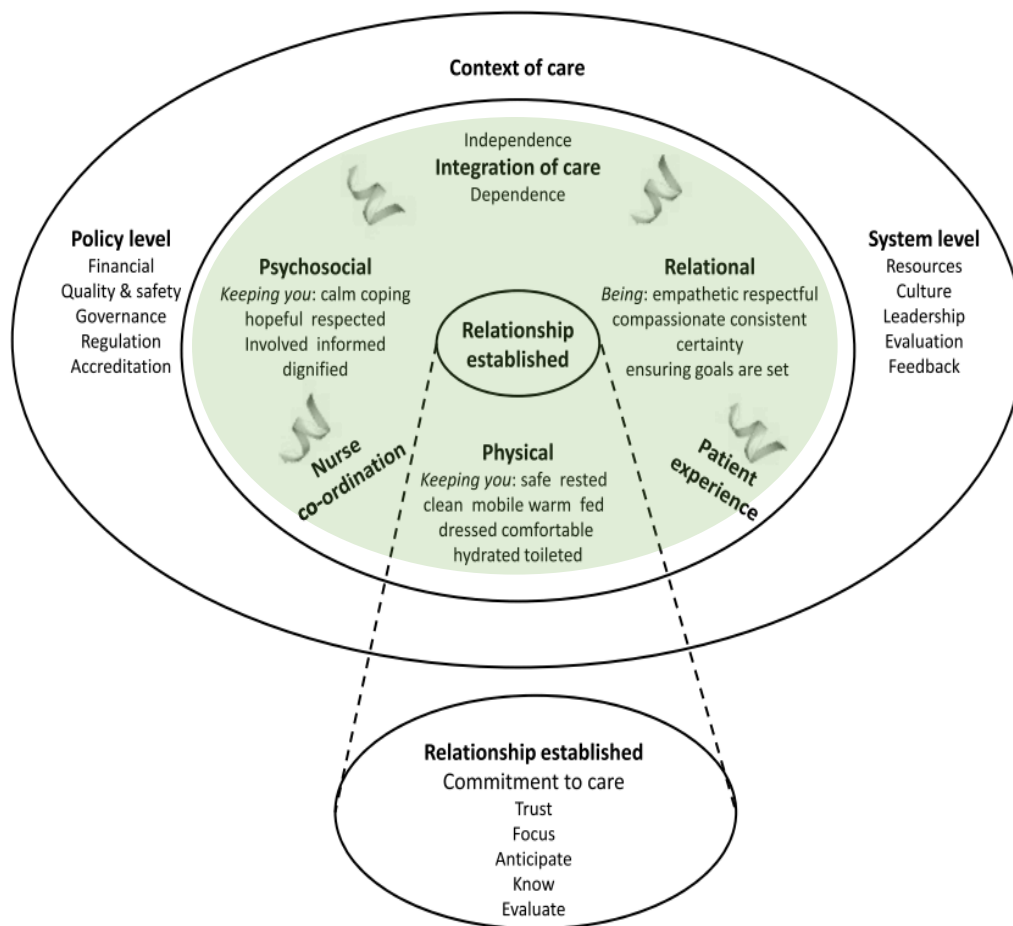 Context of care
Independence
Integration of care
Dependence
Policy level
Financial
Quality & safety
Governance
Regulation
Accreditation
Psychosocial
Keeping you: calm coping
hopeful respected
Involved informed
dignified
Relationship
established
Relational
Being: empathetic respectful
compassionate consistent
certainty
ensuring goals are set
System level
Resources
Culture
Leadership
Evaluation
Feedback
Nurse
co-ordination
Physical
Keeping you: safe rested
clean mobile warm fed
dressed comfortable
hydrated toileted
Patient
experience
Relationship established
Commitment to care
Trust
Focus
Anticipate
Know
Evaluate